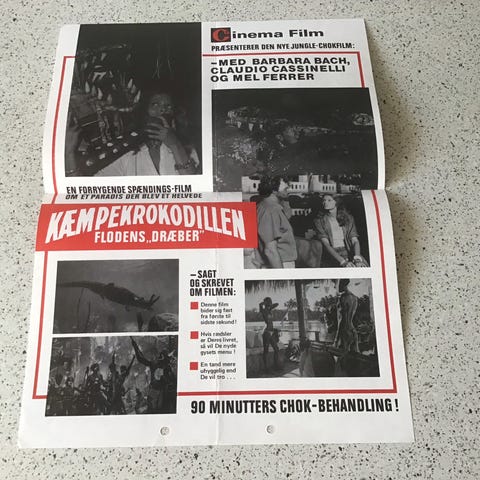 Cinema Film
PRÆSENTERER DEN NYE JUNGLE-CHOKFILM:
–MED BARBARA BACH,
CLAUDIO CASSINELLI
OG MEL FERRER
EN FORRYGENDE SPÆNDINGS-FILM
OM ET PARADIS DER BLEV ET HELVEDE
KÆMPEKROKODILLEN
FLODENS „DRÆBER”
–SAGT
OG SKREVET
OM FILMEN:
Denne film
bider sig fast
fra første til
sidste sekund!
Hvis rædsler
er Deres livret,
så vil De nyde
gysets menu!
En tand mere
uhyggelig end
De vil tro . . .
90 MINUTTERS CHOK-BEHANDLING!